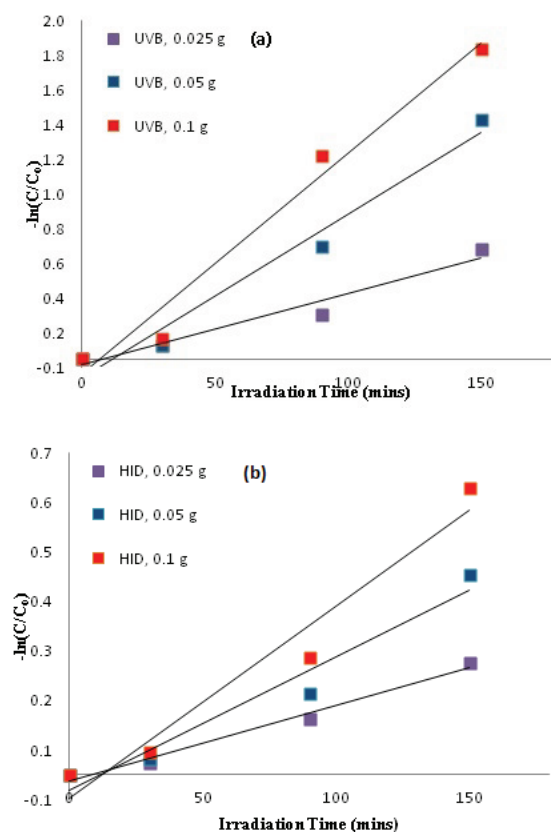 -2.0
UVB, 0.025 g
(a)
-1.8
UVB, 0.05 g
1.4
UVB, 0.1 g
1.2
1.0
0.8
0.6
0.4
0.2
-0.1
-ln(C/C₀)
0 50 100 150
Irradiation Time (mins)
0.7
HID, 0.025 g
(b)
0.6
HID, 0.05 g
0.5
HID, 0.1 g
0.4
0.3
0.2
0.1
-0.1
-ln(C/C₀)
0 50 100 150
Irradiation Time (mins)